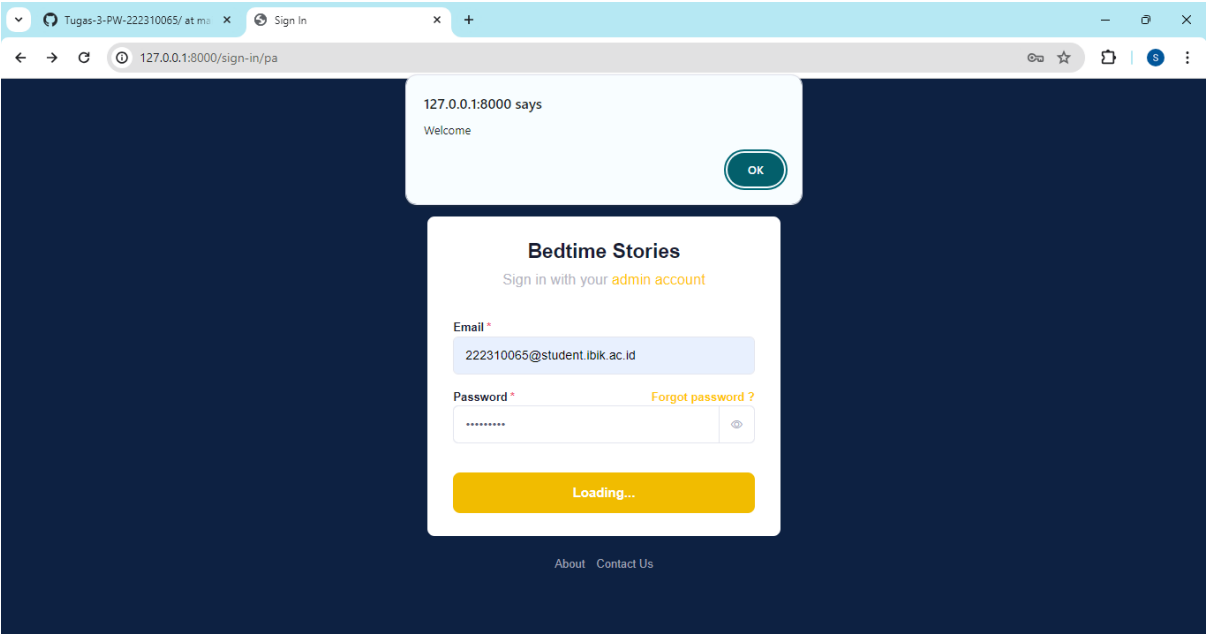 Tugas-3-PW-222310065/ at ma
Sign In
127.0.0.1:8000/sign-in/pa
S
127.0.0.1:8000 says
Welcome
OK
Bedtime Stories
Sign in with your admin account
Email *
222310065@student.ibik.ac.id
Password * Forgot password ?
Loading...
About Contact Us